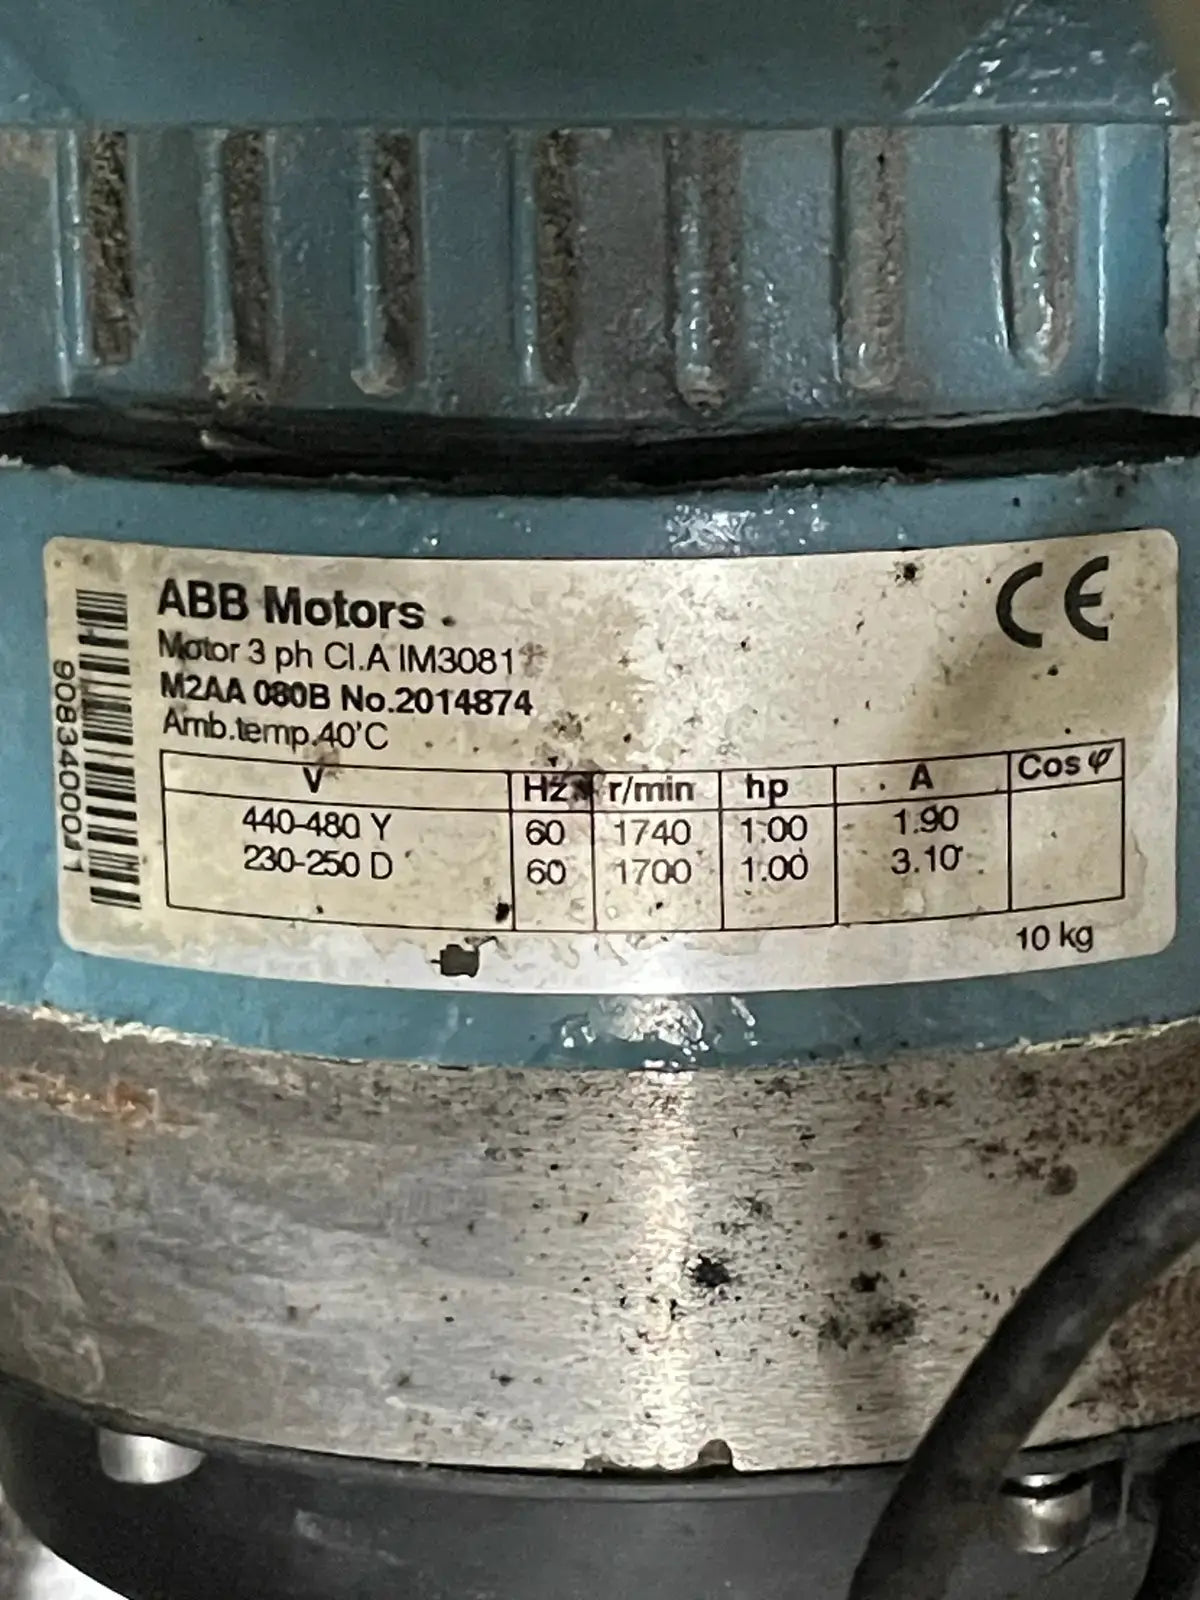 ABB Motors
CE
Motor 3 ph Cl.A IM3081
M2AA 080B No.2014874
Amb.temp.40°C
V Hz r/min hp A Cos φ
440-480 Y 60 1740 1.00 1.90
230-250 D 60 1700 1.00 3.10
10 kg
9083400041